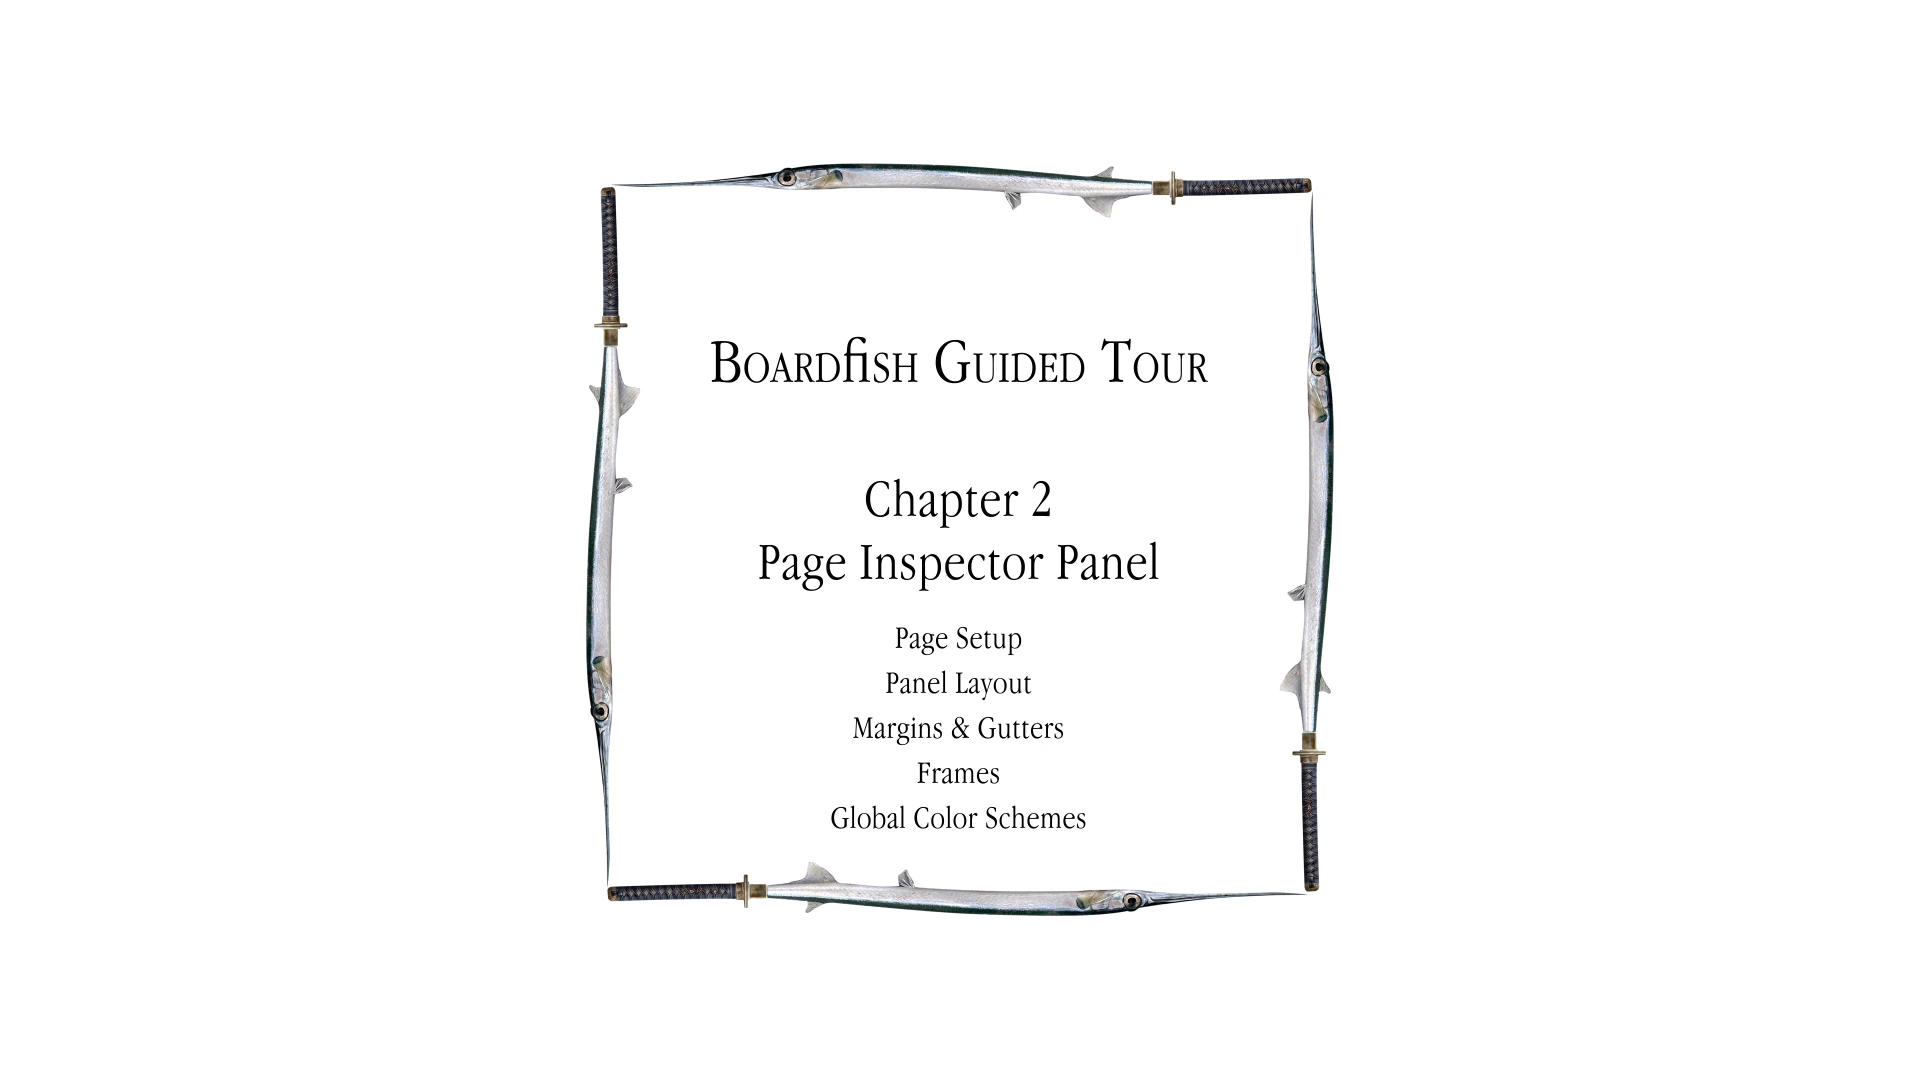 Boardfish Guided Tour
Chapter 2
Page Inspector Panel
Page Setup
Panel Layout
Margins & Gutters
Frames
Global Color Schemes